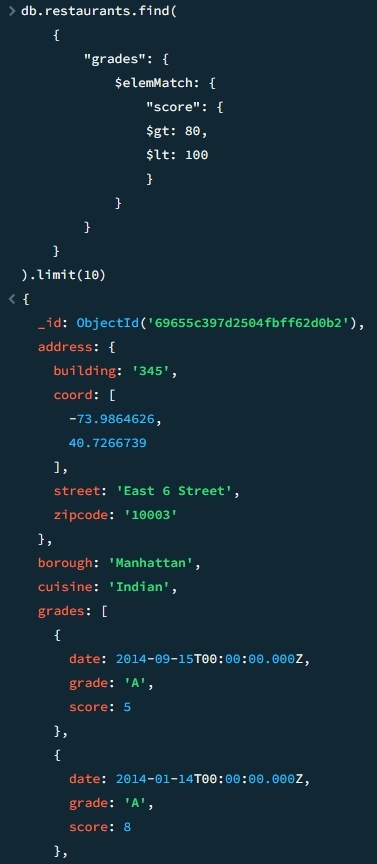 > db.restaurants.find(
{
"grades": {
$elemMatch: {
"score": {
$gt: 80,
$lt: 100
}
}
}
}
).limit(10)
< {
_id: ObjectId('69655c397d2504fbff62d0b2'),
address: {
building: '345',
coord: [
-73.9864626,
40.7266739
],
street: 'East 6 Street',
zipcode: '10003'
},
borough: 'Manhattan',
cuisine: 'Indian',
grades: [
{
date: 2014-09-15T00:00:00.000Z,
grade: 'A',
score: 5
},
{
date: 2014-01-14T00:00:00.000Z,
grade: 'A',
score: 8
},